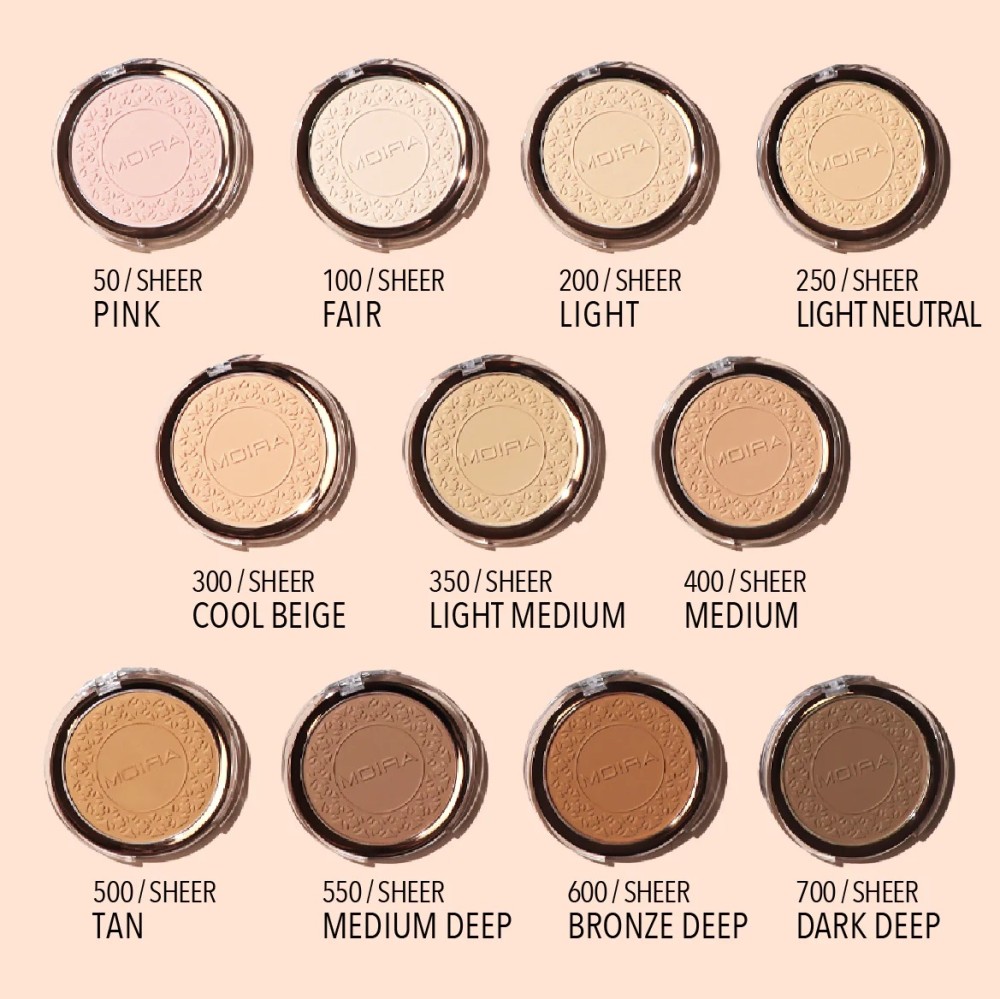 MOIRA
MOIRA
MOIRA
MOIRA
50 / SHEER
PINK
100 / SHEER
FAIR
200 / SHEER
LIGHT
250 / SHEER
LIGHT NEUTRAL
MOIRA
MOIRA
MOIRA
300 / SHEER
COOL BEIGE
350 / SHEER
LIGHT MEDIUM
400 / SHEER
MEDIUM
MOIRA
MOIRA
MOIRA
MOIRA
500 / SHEER
TAN
550 / SHEER
MEDIUM DEEP
600 / SHEER
BRONZE DEEP
700 / SHEER
DARK DEEP